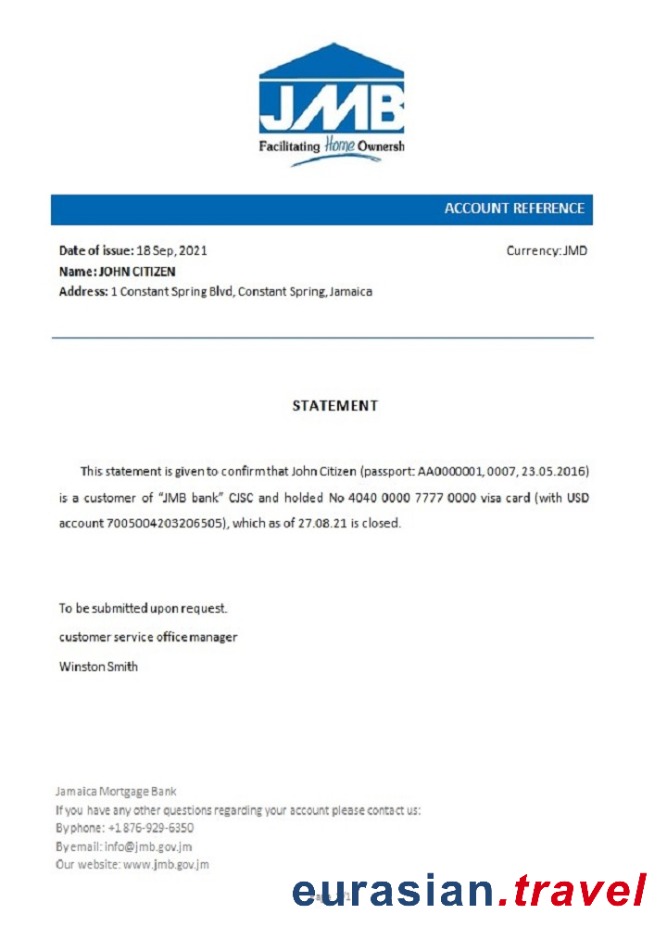 JMB
Facilitating Home Ownersh
ACCOUNT REFERENCE
Date of issue: 18 Sep, 2021
Currency: JMD
Name: JOHN CITIZEN
Address: 1 Constant Spring Blvd, Constant Spring, Jamaica
STATEMENT
This statement is given to confirm that John Citizen (passport: AA0000001, 0007, 23.05.2016)
is a customer of “JMB bank” CJSC and holded No 4040 0000 7777 0000 visa card (with USD
account 7005004203206505), which as of 27.08.21 is closed.
To be submitted upon request.
customer service office manager
Winston Smith
Jamaica Mortgage Bank
If you have any other questions regarding your account please contact us:
By phone: +1 876-929-6350
By email: info@jmb.gov.jm
Our website: www.jmb.gov.jm
eurasian.travel